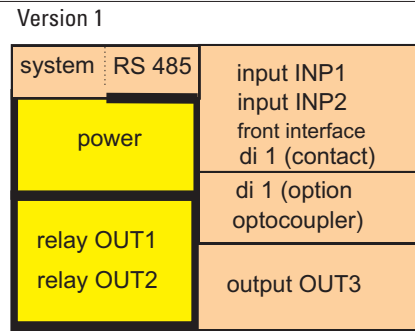 Version 1
system RS 485
power
relay OUT1
relay OUT2
input INP1
input INP2
front interface
di 1 (contact)
di 1 (option
optocoupler)
output OUT3